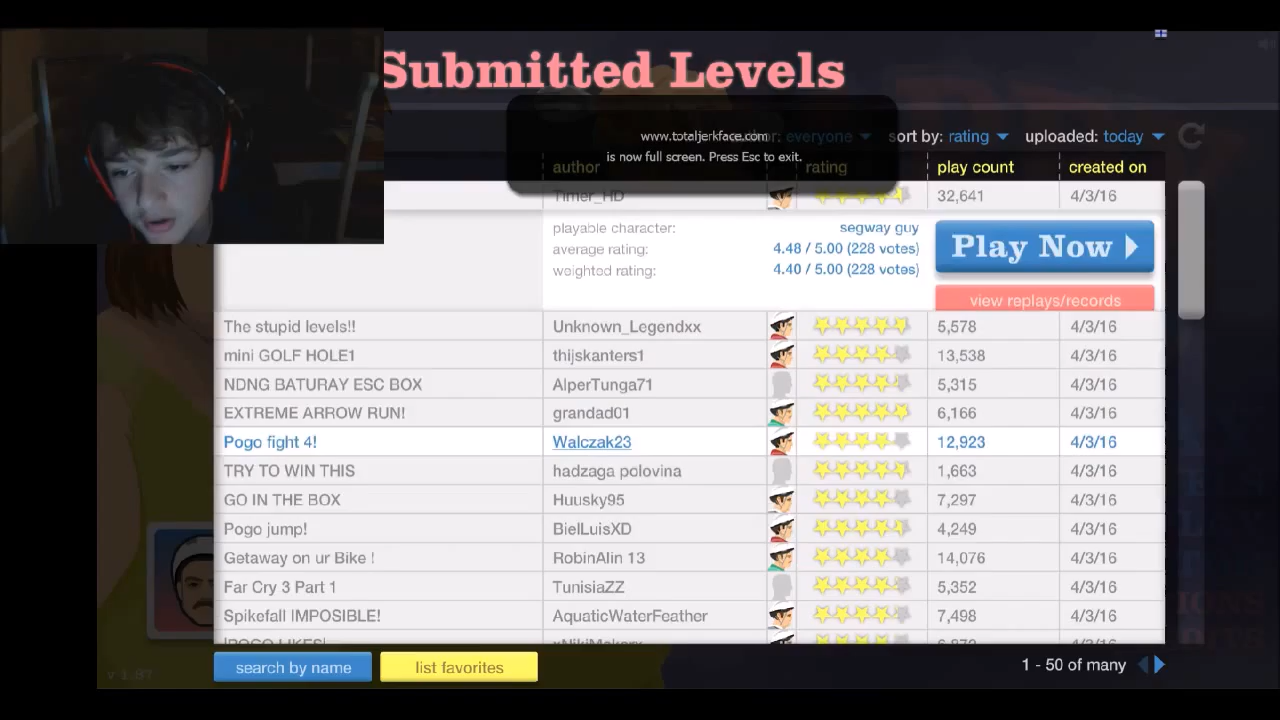 Submitted Levels
www.totaljerkface.com
is now full screen. Press Esc to exit.
everyone sort by: rating uploaded: today
author rating play count created on
Timer_HD 32,641 4/3/16
playable character: segway guy
average rating: 4.48 / 5.00 (228 votes)
weighted rating: 4.40 / 5.00 (228 votes)
Play Now
view replays/records
The stupid levels!! Unknown_Legendxx 5,578 4/3/16
mini GOLF HOLE1 thijskanters1 13,538 4/3/16
NDNG BATURAY ESC BOX AlperTunga71 5,315 4/3/16
EXTREME ARROW RUN! grandad01 6,166 4/3/16
Pogo fight 4! Walczak23 12,923 4/3/16
TRY TO WIN THIS hadzaga polovina 1,663 4/3/16
GO IN THE BOX Huusky95 7,297 4/3/16
Pogo jump! BielLuisXD 4,249 4/3/16
Getaway on ur Bike ! RobinAlin 13 14,076 4/3/16
Far Cry 3 Part 1 TunisiaZZ 5,352 4/3/16
Spikefall IMPOSIBLE! AquaticWaterFeather 7,498 4/3/16
search by name list favorites 1 - 50 of many
v 1.87